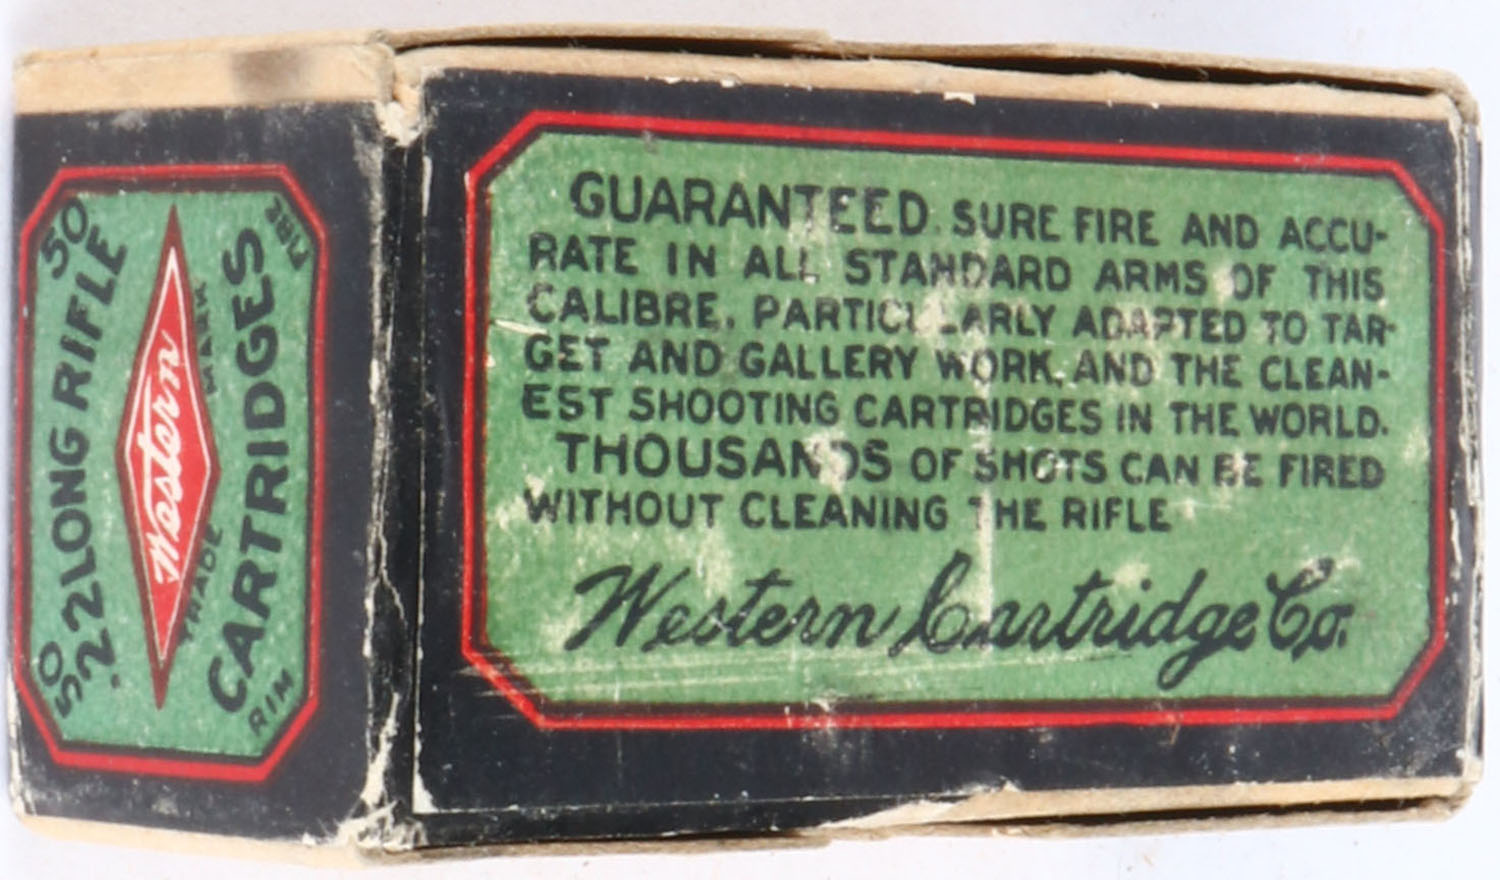 50
.22 LONG RIFLE
50
Western
TRADE MARK
CARTRIDGES
RIM FIRE
GUARANTEED SURE FIRE AND ACCU-
RATE IN ALL STANDARD ARMS OF THIS
CALIBRE, PARTICULARLY ADAPTED TO TAR-
GET AND GALLERY WORK, AND THE CLEAN-
EST SHOOTING CARTRIDGES IN THE WORLD.
THOUSANDS OF SHOTS CAN BE FIRED
WITHOUT CLEANING THE RIFLE
Western Cartridge Co.